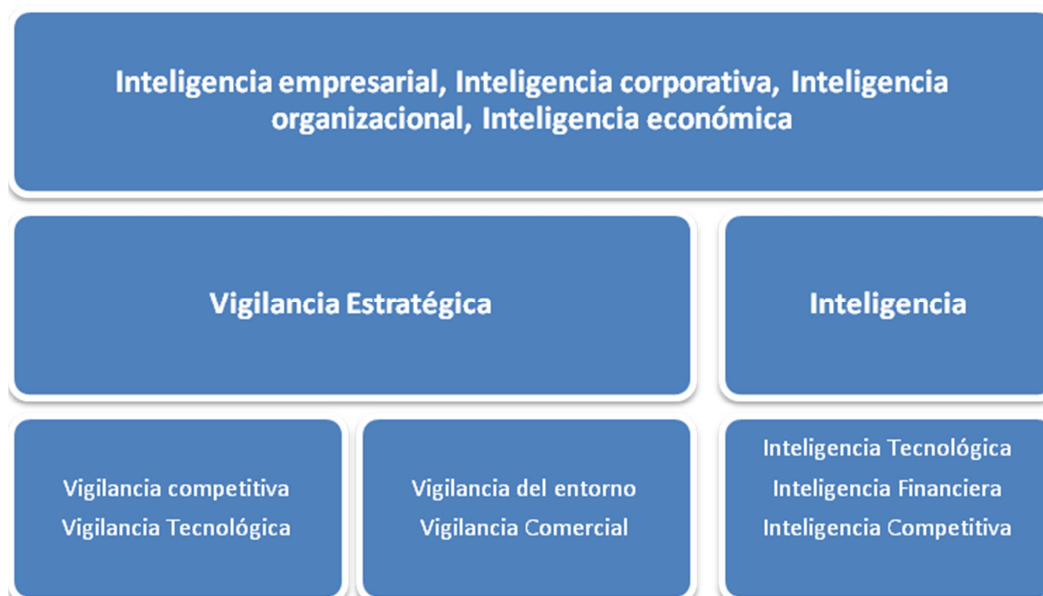 Inteligencia empresarial, Inteligencia corporativa, Inteligencia
organizacional, Inteligencia económica
Vigilancia Estratégica
Inteligencia
Vigilancia competitiva
Vigilancia Tecnológica
Vigilancia del entorno
Vigilancia Comercial
Inteligencia Tecnológica
Inteligencia Financiera
Inteligencia Competitiva